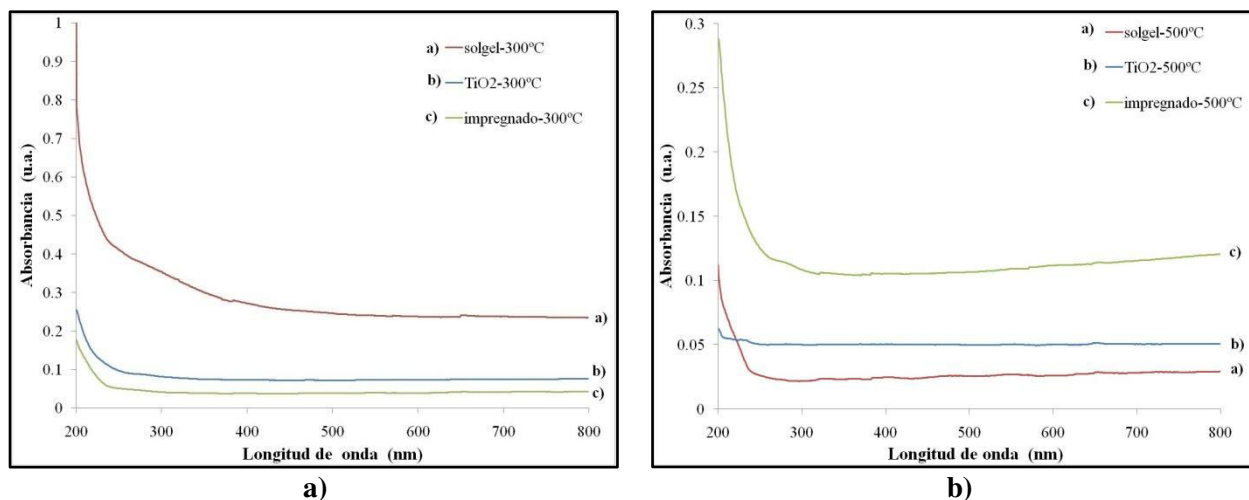 1
0.9
0.8
0.7
0.6
0.5
0.4
0.3
0.2
0.1
0
Absorbancia (u.a.)
a) solgel-300ºC
b) TiO2-300ºC
c) impregnado-300ºC
a)
b)
c)
200 300 400 500 600 700 800
Longitud de onda (nm)
a)
0.3
0.25
0.2
0.15
0.1
0.05
0
Absorbancia (u.a.)
a) solgel-500ºC
b) TiO2-500ºC
c) impregnado-500ºC
c)
b)
a)
200 300 400 500 600 700 800
Longitud de onda (nm)
b)